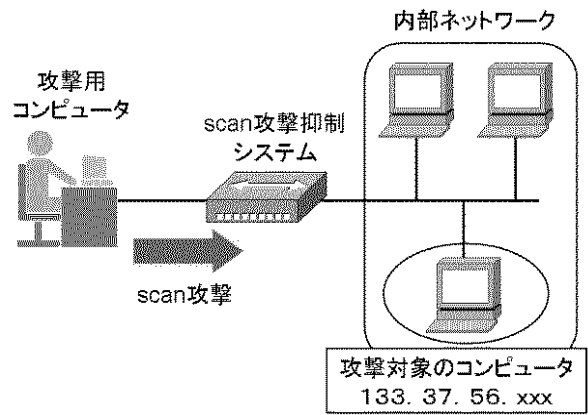 内部ネットワーク
攻撃用
コンピュータ
scan攻撃抑制
システム
scan攻撃
攻撃対象のコンピュータ
133. 37. 56. xxx